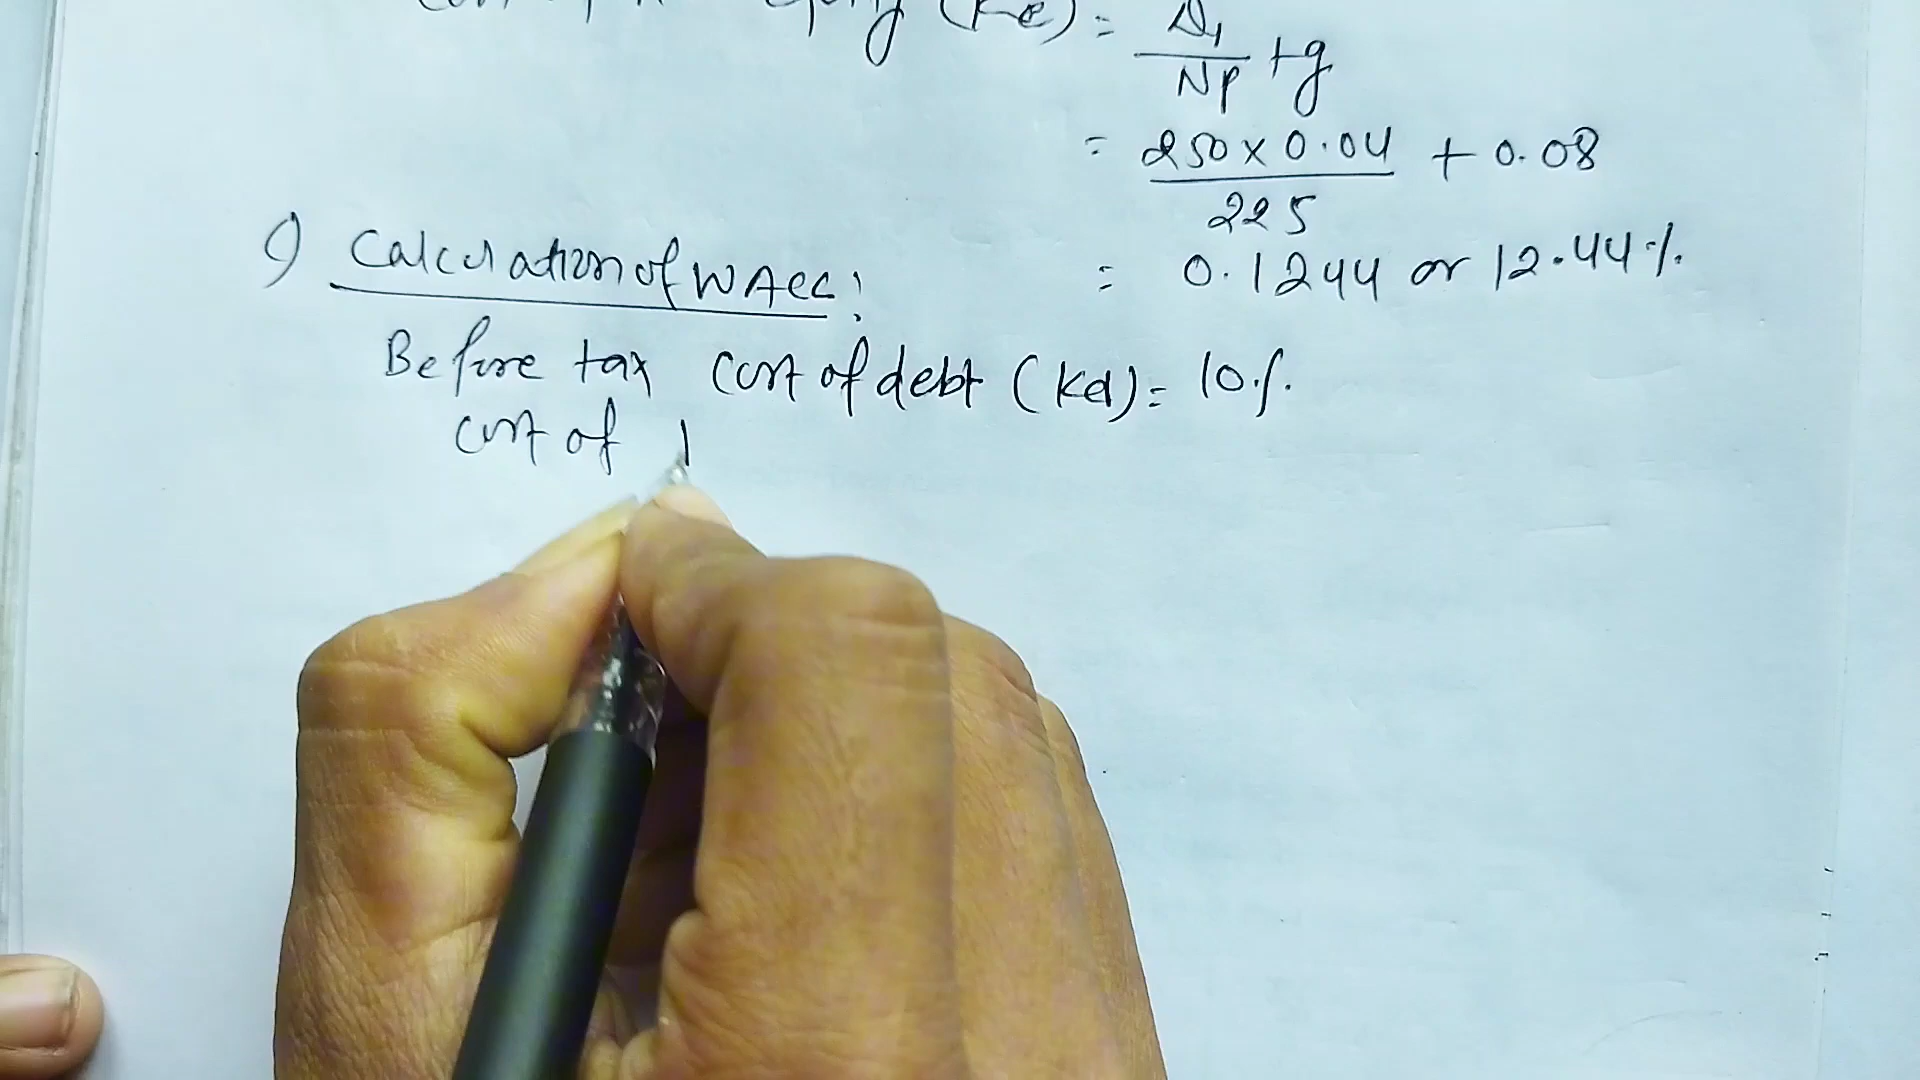 (Ke) = D1
NP + g
= 250 x 0.04 + 0.08
225
= 0.1244 or 12.44%.
c) Calculation of WACC:
Before tax cost of debt (Kd) = 10%.
cost of